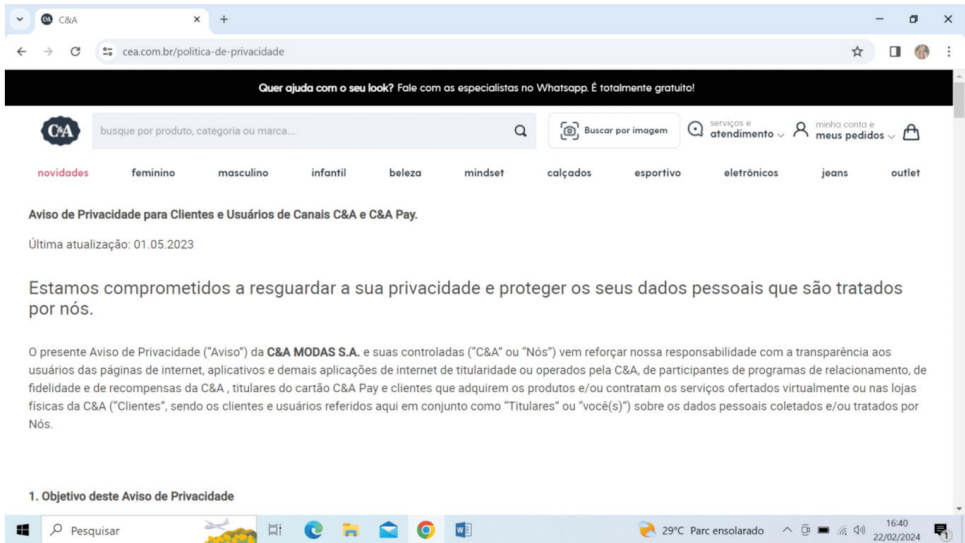 C&A
cea.com.br/politica-de-privacidade
Quer ajuda com o seu look? Fale com as especialistas no Whatsapp. É totalmente gratuito!
C&A
busque por produto, categoria ou marca...
Buscar por imagem
serviços e
atendimento
minha conta e
meus pedidos
novidades feminino masculino infantil beleza mindset calçados esportivo eletrônicos jeans outlet
Aviso de Privacidade para Clientes e Usuários de Canais C&A e C&A Pay.
Última atualização: 01.05.2023
Estamos comprometidos a resguardar a sua privacidade e proteger os seus dados pessoais que são tratados
por nós.
O presente Aviso de Privacidade ("Aviso") da C&A MODAS S.A. e suas controladas ("C&A" ou "Nós") vem reforçar nossa responsabilidade com a transparência aos
usuários das páginas de internet, aplicativos e demais aplicações de internet de titularidade ou operados pela C&A, de participantes de programas de relacionamento, de
fidelidade e de recompensas da C&A , titulares do cartão C&A Pay e clientes que adquirem os produtos e/ou contratam os serviços ofertados virtualmente ou nas lojas
físicas da C&A ("Clientes", sendo os clientes e usuários referidos aqui em conjunto como "Titulares" ou "você(s)") sobre os dados pessoais coletados e/ou tratados por
Nós.
1. Objetivo deste Aviso de Privacidade
Pesquisar
29°C Parc ensolarado
16:40
22/02/2024
1